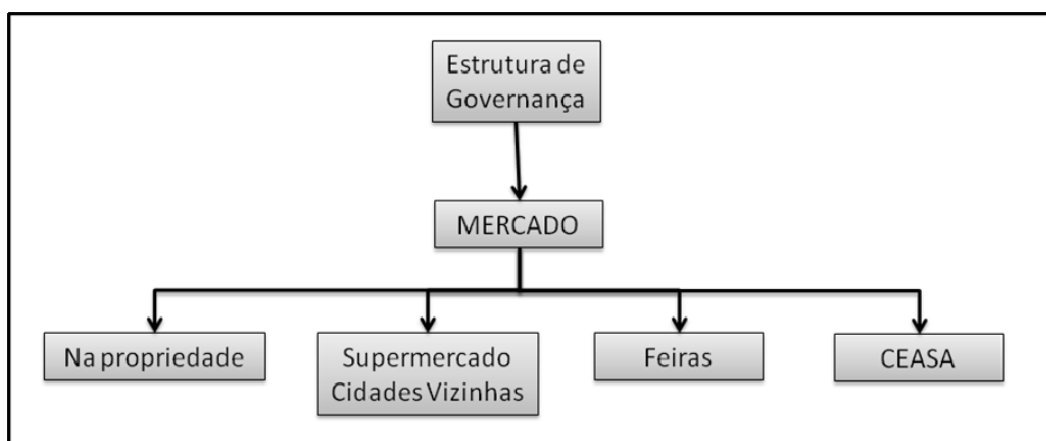 Estrutura de
Governança
MERCADO
Na propriedade
Supermercado
Cidades Vizinhas
Feiras
CEASA